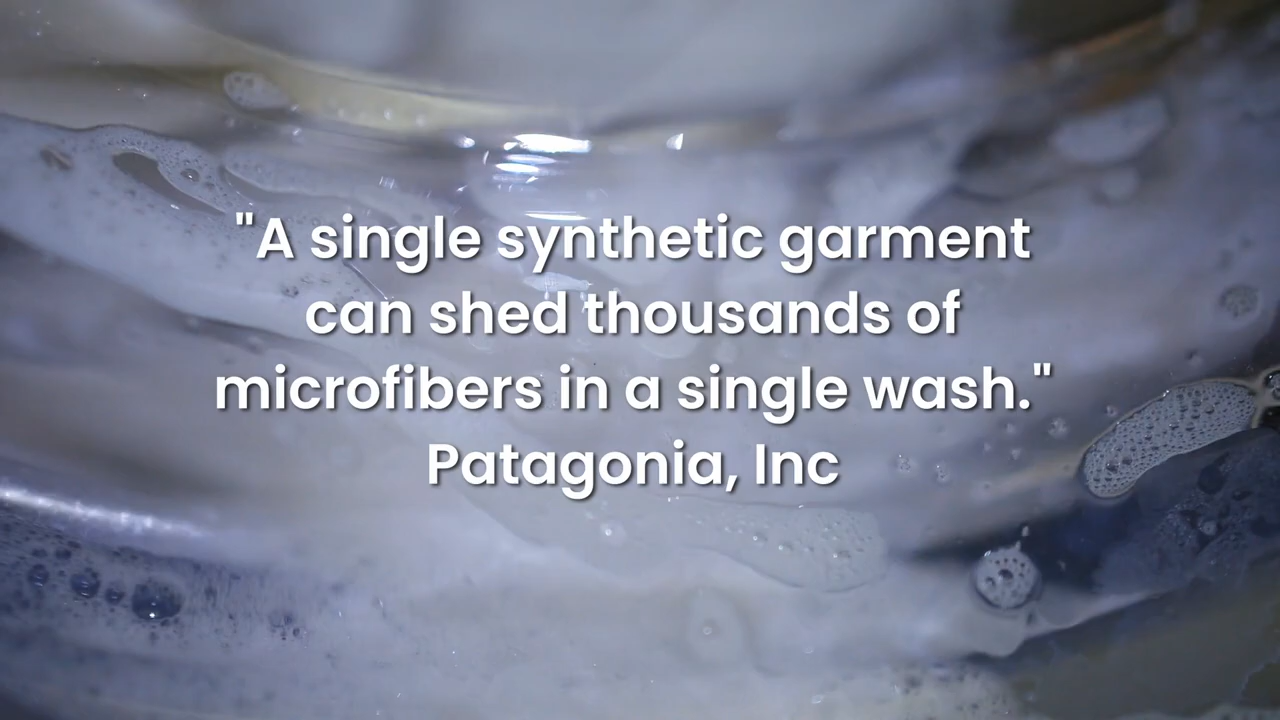 "A single synthetic garment
can shed thousands of
microfibers in a single wash."
Patagonia, Inc